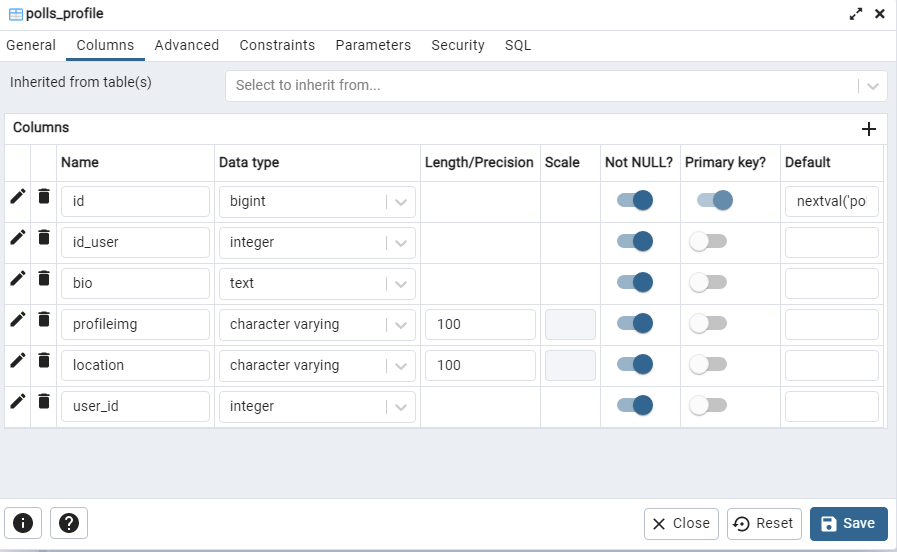 polls_profile
General Columns Advanced Constraints Parameters Security SQL
Inherited from table(s) Select to inherit from...
Columns
Name Data type Length/Precision Scale Not NULL? Primary key? Default
id bigint nextval('po
id_user integer
bio text
profileimg character varying 100
location character varying 100
user_id integer
Close Reset Save